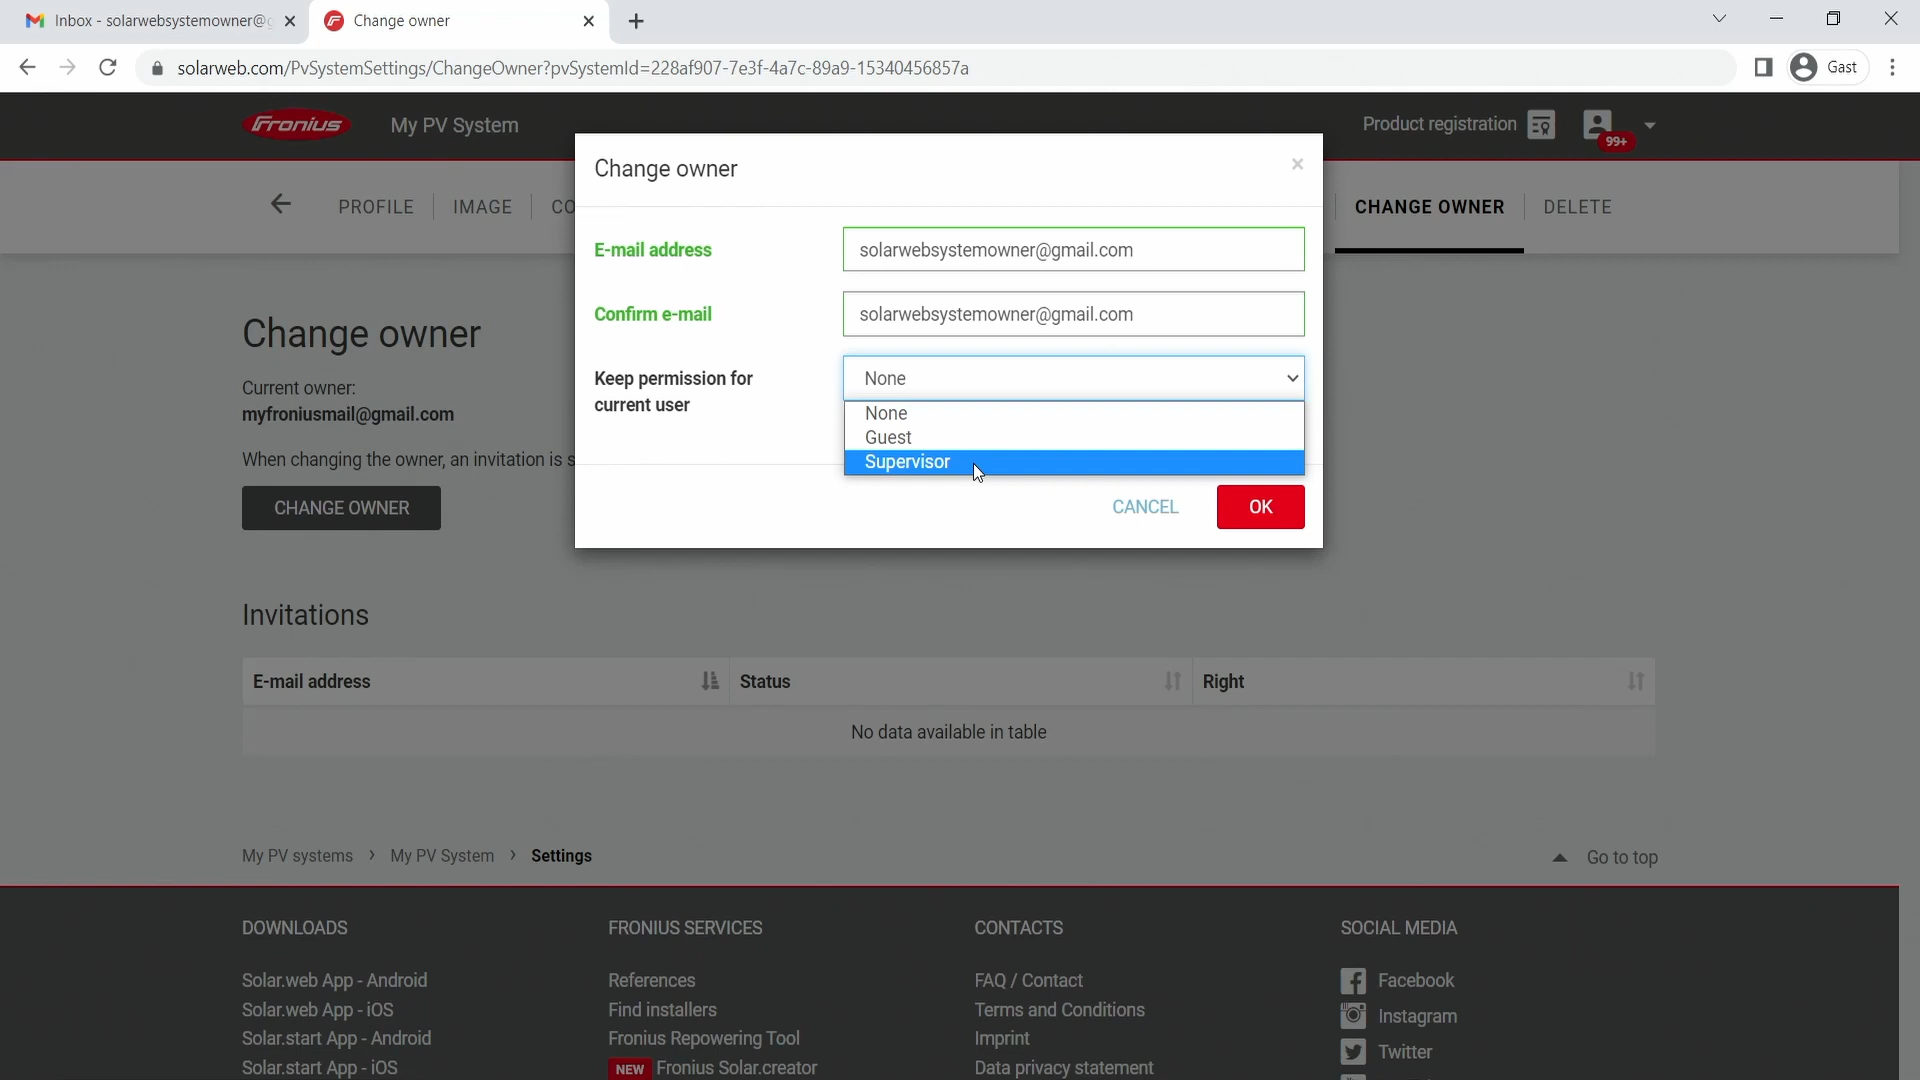 Inbox - solarwebsystemowner@g
Change owner
solarweb.com/PvSystemSettings/ChangeOwner?pvSystemId=228af907-7e3f-4a7c-89a9-15340456857a
Gast
Fronius
My PV System
Product registration
99+
PROFILE
IMAGE
CO
CHANGE OWNER
DELETE
Change owner
×
E-mail address
solarwebsystemowner@gmail.com
Confirm e-mail
solarwebsystemowner@gmail.com
Keep permission for
current user
None
None
Guest
Supervisor
CANCEL
OK
Change owner
Current owner:
myfroniusmail@gmail.com
When changing the owner, an invitation is s
CHANGE OWNER
Invitations
E-mail address
Status
Right
No data available in table
My PV systems > My PV System > Settings
Go to top
DOWNLOADS
Solar.web App - Android
Solar.web App - iOS
Solar.start App - Android
Solar.start App - iOS
FRONIUS SERVICES
References
Find installers
Fronius Repowering Tool
NEW Fronius Solar.creator
CONTACTS
FAQ / Contact
Terms and Conditions
Imprint
Data privacy statement
SOCIAL MEDIA
Facebook
Instagram
Twitter